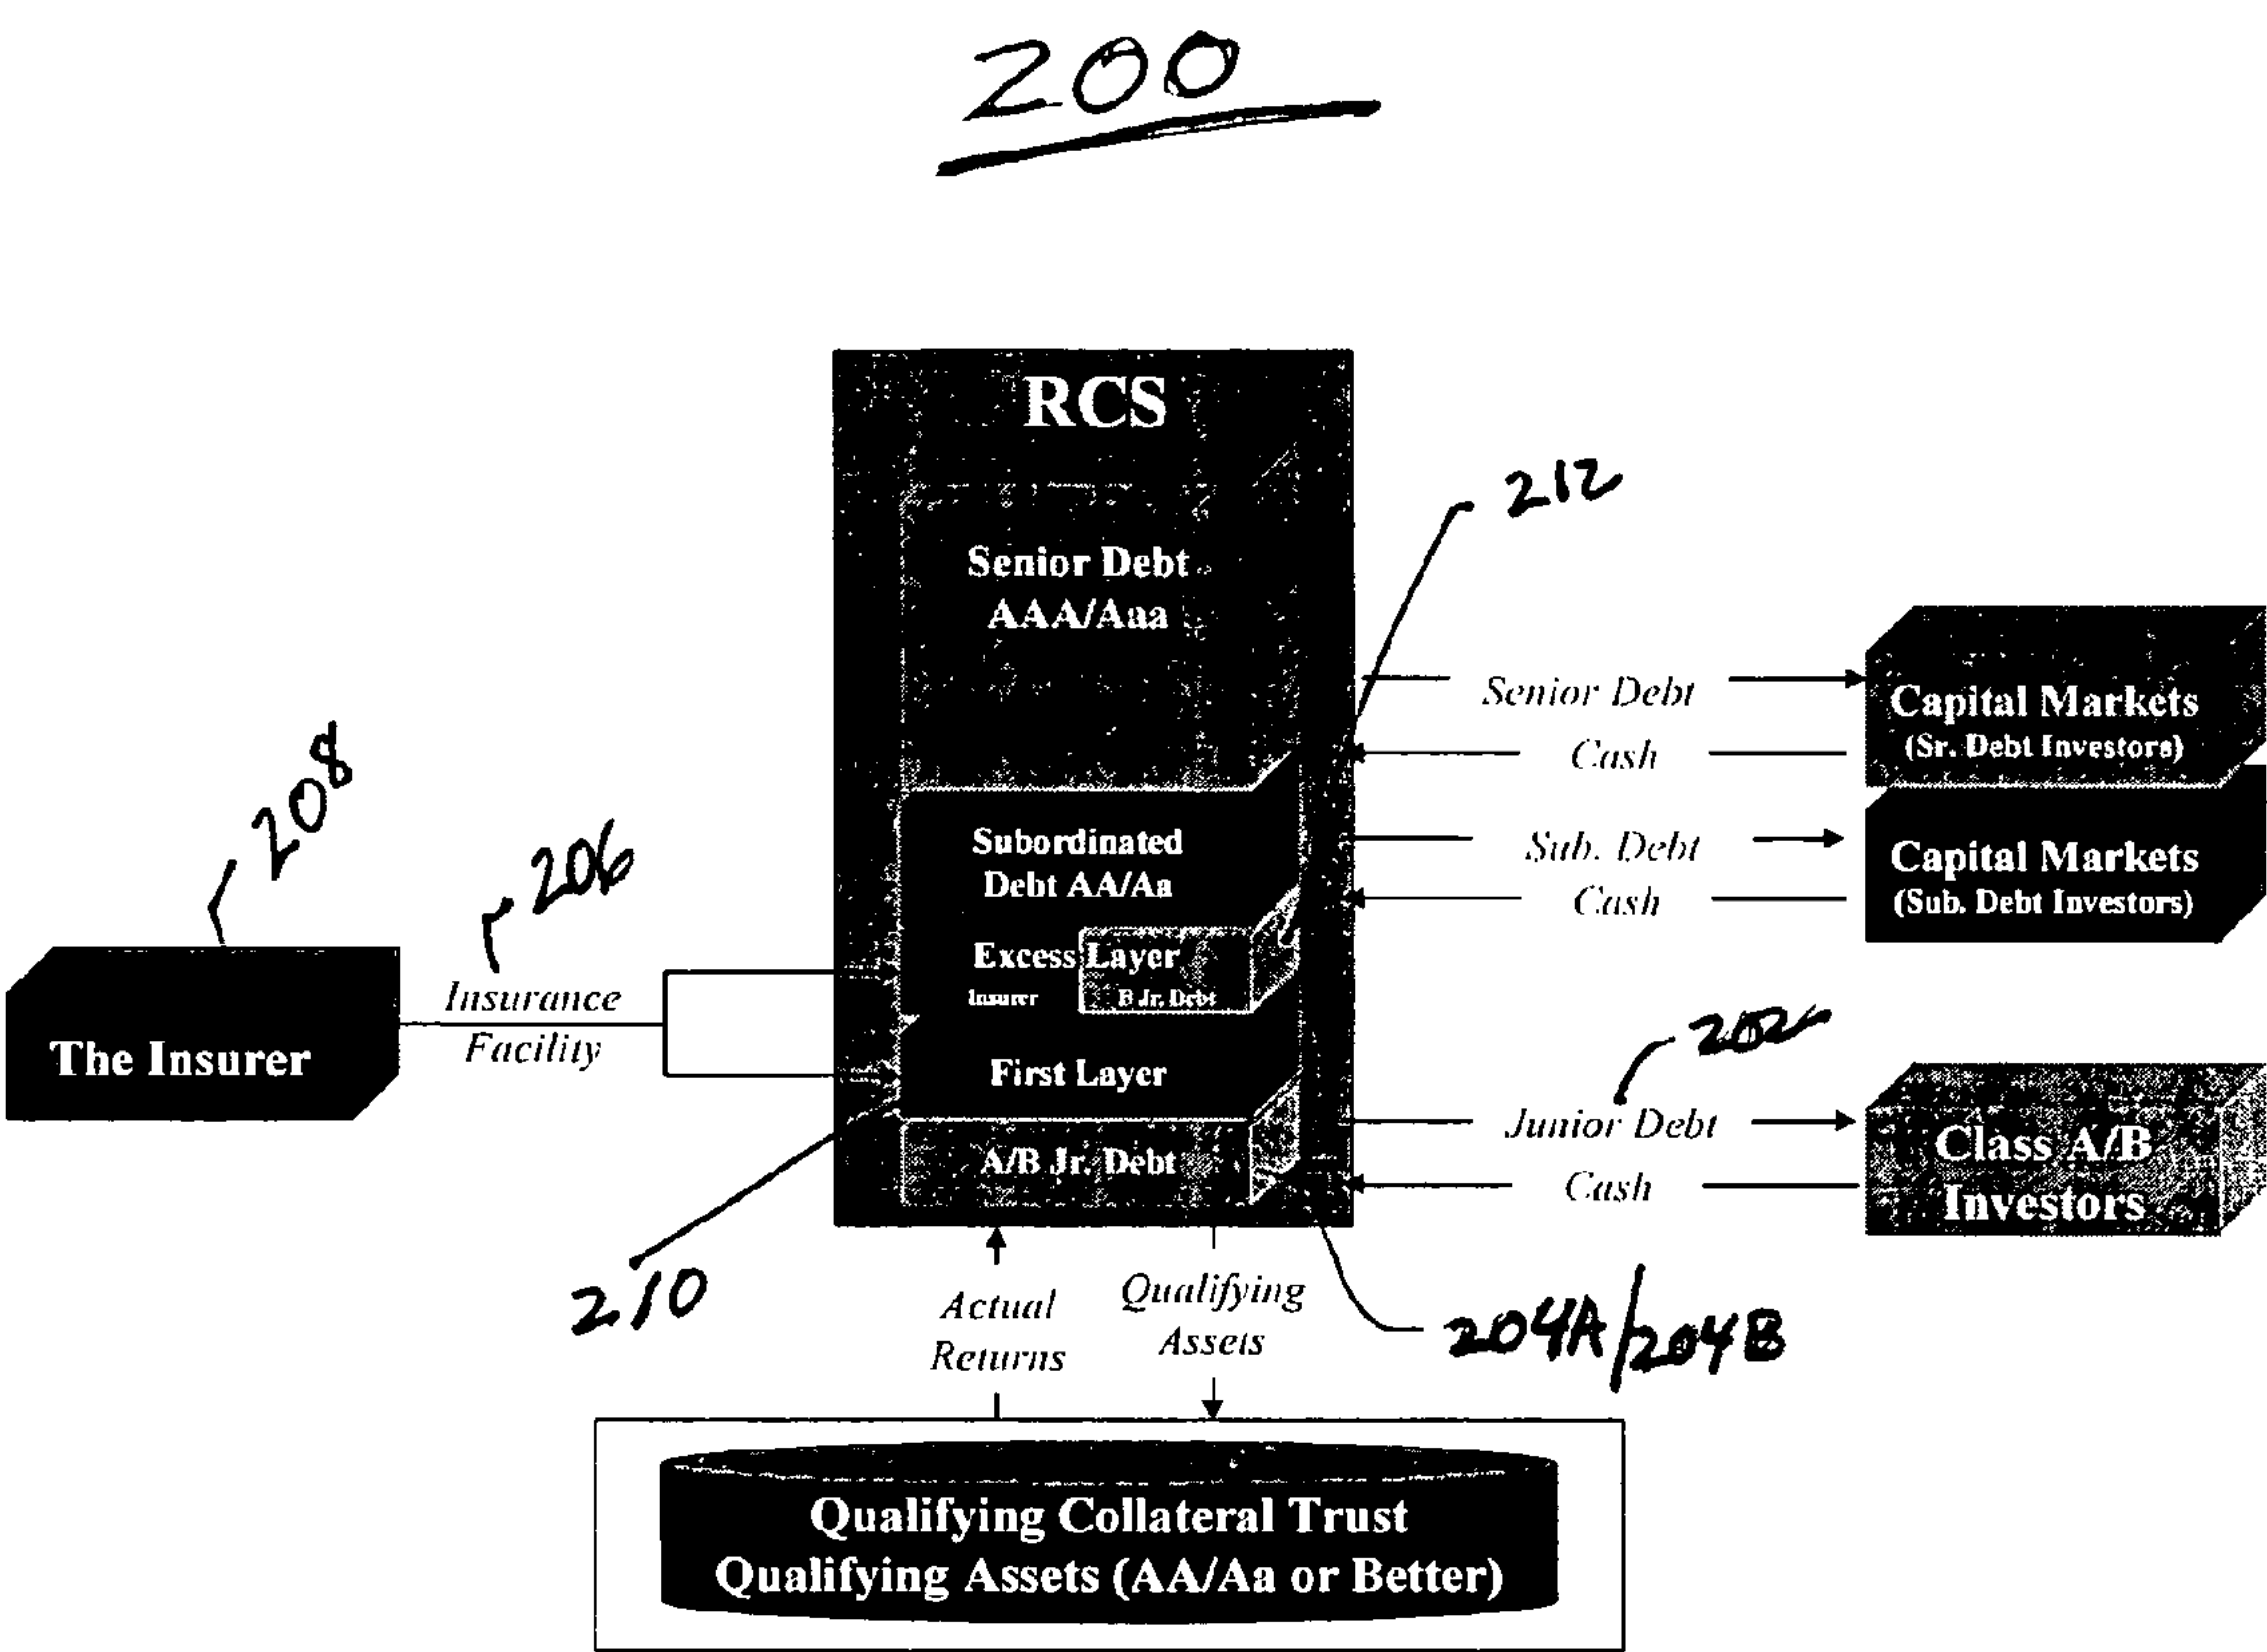 200
RCS
212
Senior Debt
AAA/Aaa
Senior Debt
Cash
Capital Markets
(Sr. Debt Investors)
208
206
Subordinated
Debt AA/Aa
Sub. Debt
Cash
Capital Markets
(Sub. Debt Investors)
Excess Layer
Insurer
B Jr. Debt
Insurance
Facility
The Insurer
First Layer
202
Junior Debt
Cash
Class A/B
Investors
A/B Jr. Debt
210
Actual
Returns
Qualifying
Assets
204A/204B
Qualifying Collateral Trust
Qualifying Assets (AA/Aa or Better)